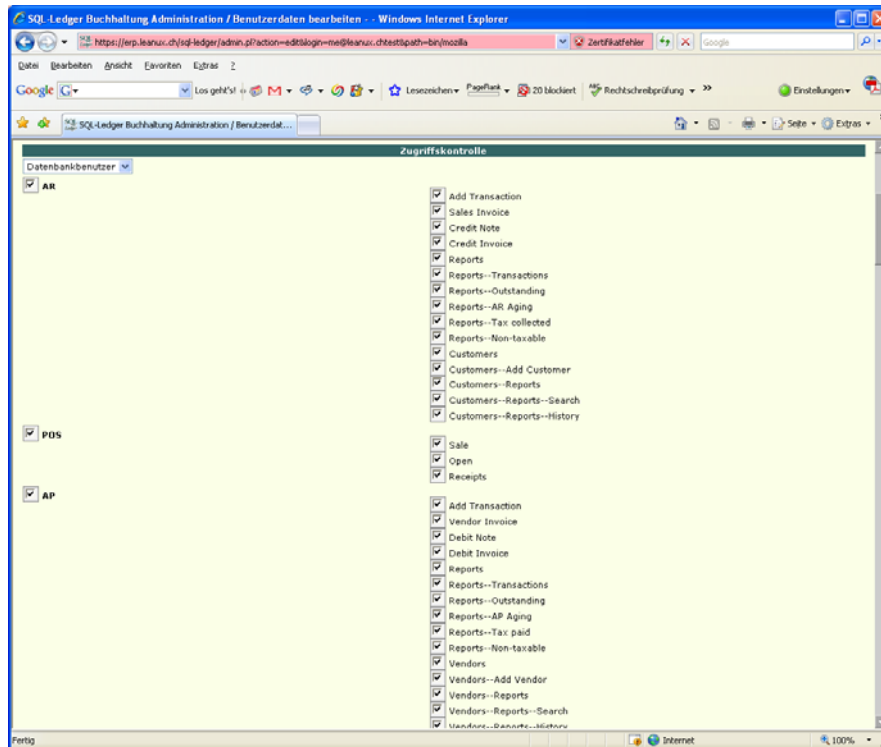 SQL-Ledger Buchhaltung Administration / Benutzerdaten bearbeiten - - Windows Internet Explorer
https://erp.leanux.ch/sql-ledger/admin.pl?action=edit&login=me@leanux.chtest&path=bin/mozilla Zertifikatfehler Google
Datei Bearbeiten Ansicht Favoriten Extras ?
Google G Los geht's! Lesezeichen PageRank 20 blockiert Rechtschreibprüfung » Einstellungen
SQL-Ledger Buchhaltung Administration / Benutzerdat... Seite Extras »
Zugriffskontrolle
Datenbankbenutzer
AR
Add Transaction
Sales Invoice
Credit Note
Credit Invoice
Reports
Reports--Transactions
Reports--Outstanding
Reports--AR Aging
Reports--Tax collected
Reports--Non-taxable
Customers
Customers--Add Customer
Customers--Reports
Customers--Reports--Search
Customers--Reports--History
POS
Sale
Open
Receipts
AP
Add Transaction
Vendor Invoice
Debit Note
Debit Invoice
Reports
Reports--Transactions
Reports--Outstanding
Reports--AP Aging
Reports--Tax paid
Reports--Non-taxable
Vendors
Vendors--Add Vendor
Vendors--Reports
Vendors--Reports--Search
Vendors--Reports--History
Fertig Internet 100%